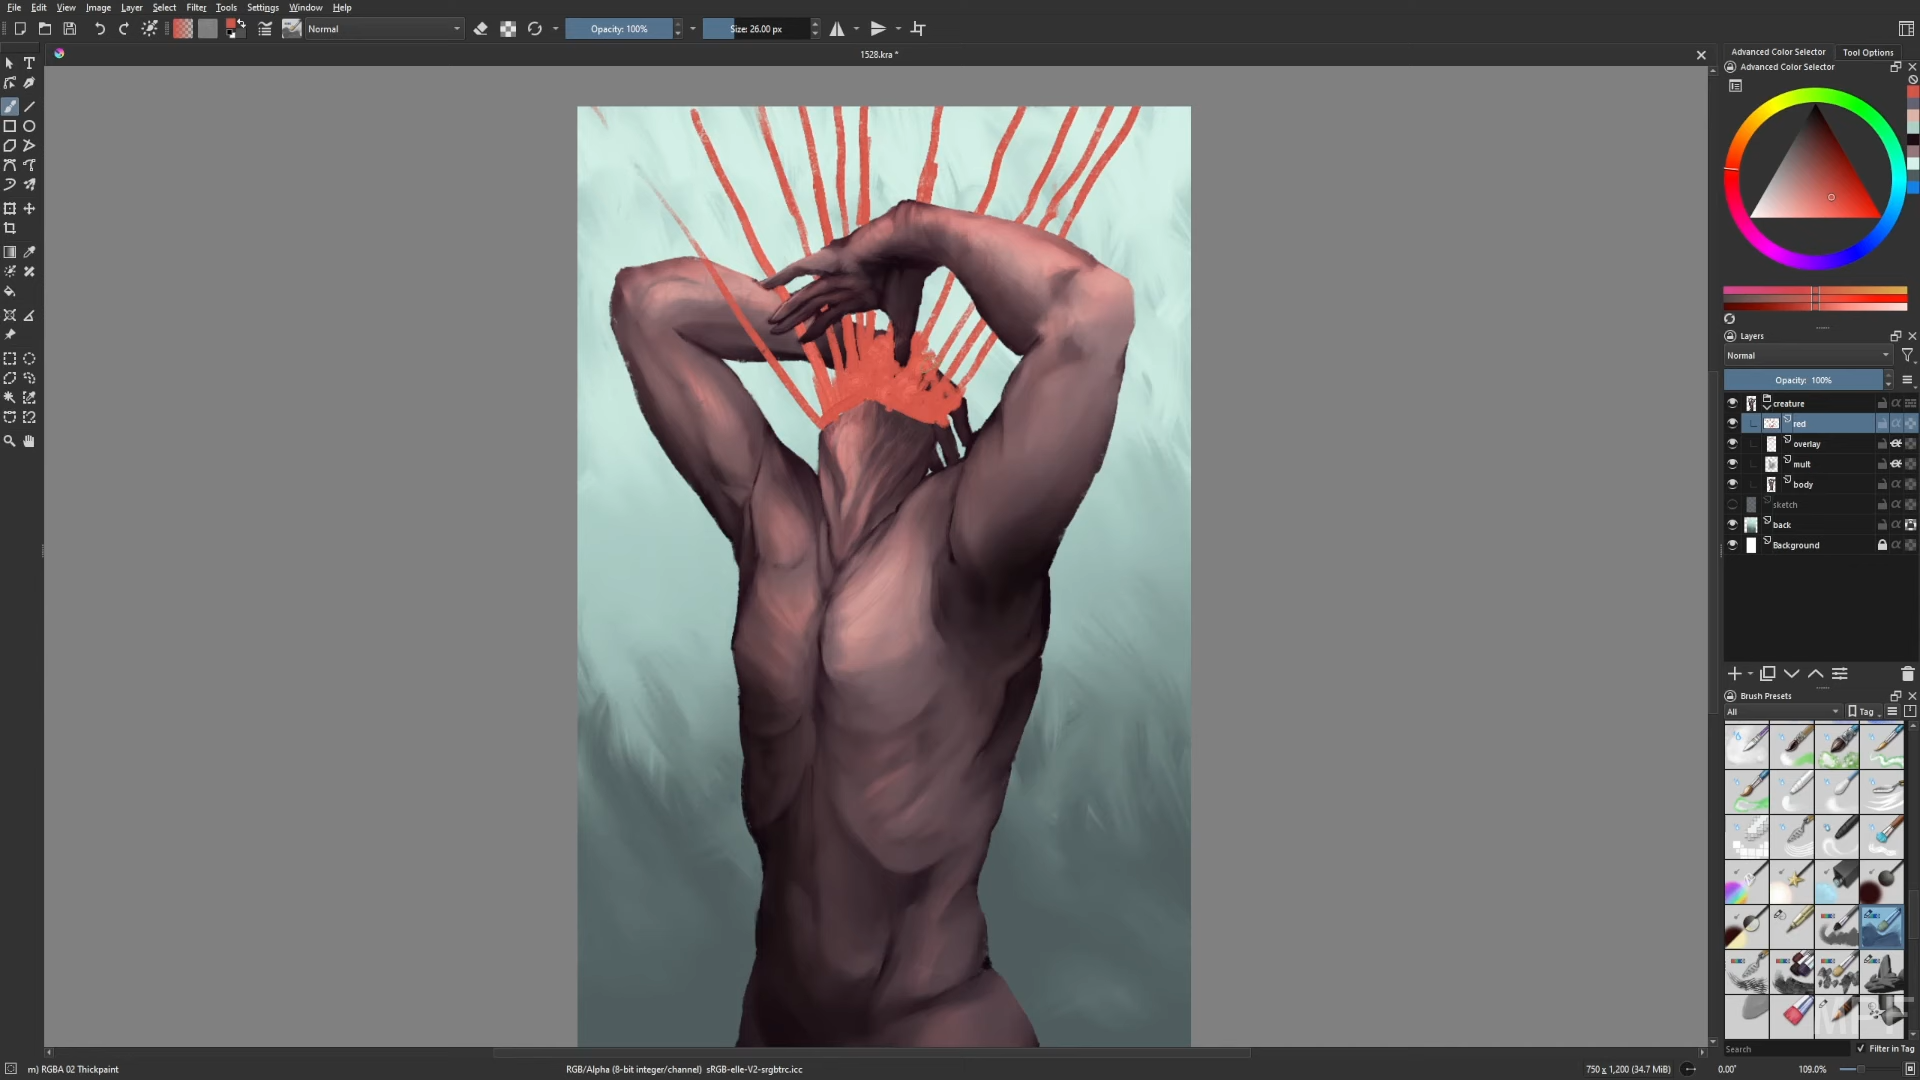 File Edit View Image Layer Select Filter Tools Settings Window Help
Normal
Opacity: 100%
Size: 26.00 px
1528.kra *
Advanced Color Selector Tool Options
Advanced Color Selector
Layers
Normal
Opacity: 100%
creature
red
overlay
mult
body
sketch
back
Background
Brush Presets
All
Tag
Search
Filter in Tag
m) RGBA 02 Thickpaint
RGB/Alpha (8-bit integer/channel) sRGB-elle-V2-srgbtrc.icc
750 x 1,200 (34.7 MiB)
0.00°
109.0%